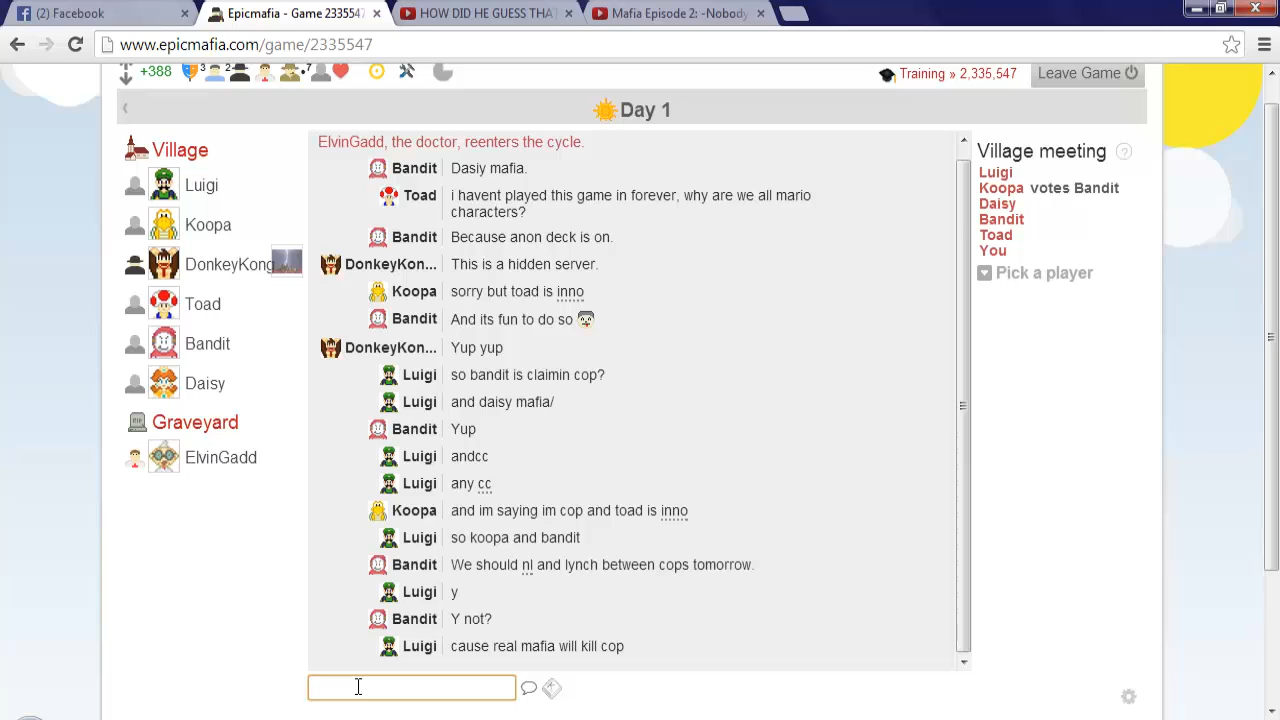 (2) Facebook
Epicmafia - Game 2335547
HOW DID HE GUESS THAT
Mafia Episode 2: -Nobody
www.epicmafia.com/game/2335547
+388 3 2 7
Training » 2,335,547
Leave Game
Day 1
Village
Luigi
Koopa
DonkeyKong
Toad
Bandit
Daisy
Graveyard
ElvinGadd
ElvinGadd, the doctor, reenters the cycle.
Bandit Dasiy mafia.
Toad i havent played this game in forever, why are we all mario
characters?
Bandit Because anon deck is on.
DonkeyKon... This is a hidden server.
Koopa sorry but toad is inno
Bandit And its fun to do so
DonkeyKon... Yup yup
Luigi so bandit is claimin cop?
Luigi and daisy mafia/
Bandit Yup
Luigi andcc
Luigi any cc
Koopa and im saying im cop and toad is inno
Luigi so koopa and bandit
Bandit We should nl and lynch between cops tomorrow.
Luigi y
Bandit Y not?
Luigi cause real mafia will kill cop
Village meeting ?
Luigi
Koopa votes Bandit
Daisy
Bandit
Toad
You
Pick a player